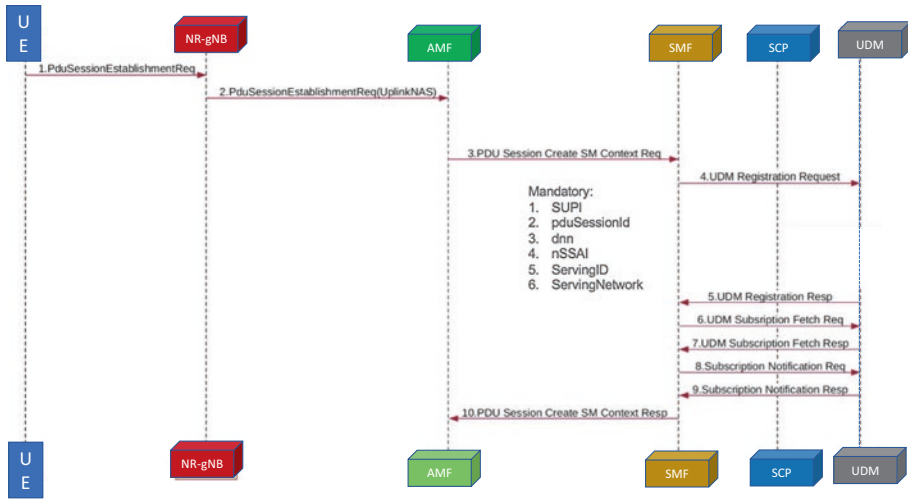 U
E
NR-gNB
AMF
SMF
SCP
UDM
1.PduSessionEstablishmentReq
2.PduSessionEstablishmentReq(UplinkNAS)
3.PDU Session Create SM Context Req
4.UDM Registration Request
Mandatory:
1. SUPI
2. pduSessionId
3. dnn
4. nSSAI
5. ServingID
6. ServingNetwork
5.UDM Registration Resp
6.UDM Subsription Fetch Req
7.UDM Subscription Fetch Resp
8.Subscription Notification Req
9.Subscription Notification Resp
10.PDU Session Create SM Context Resp
U
E
NR-gNB
AMF
SMF
SCP
UDM